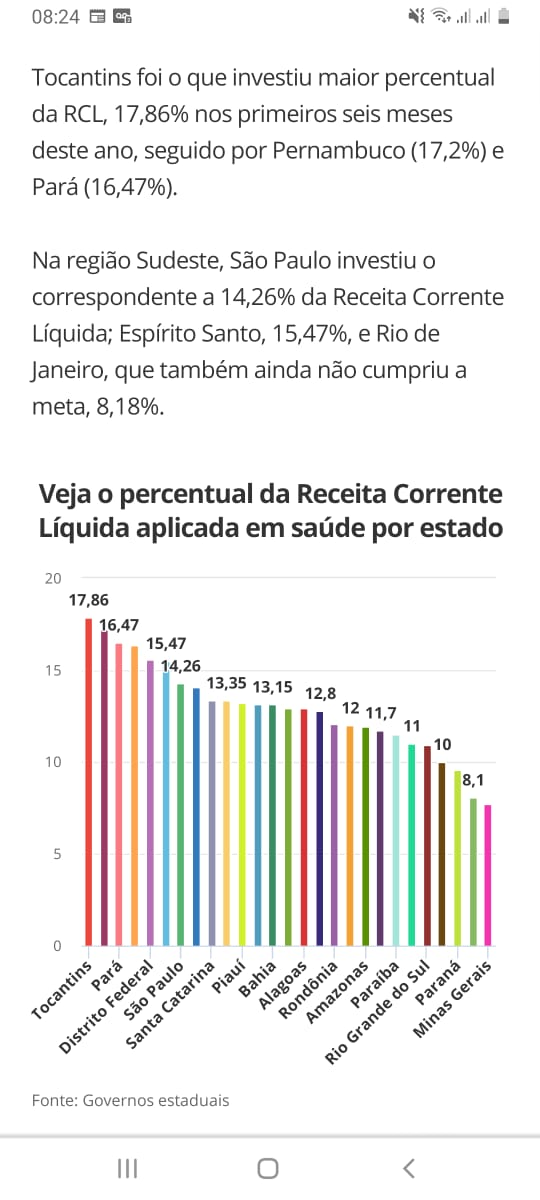 08:24
Tocantins foi o que investiu maior percentual
da RCL, 17,86% nos primeiros seis meses
deste ano, seguido por Pernambuco (17,2%) e
Pará (16,47%).
Na região Sudeste, São Paulo investiu o
correspondente a 14,26% da Receita Corrente
Líquida; Espírito Santo, 15,47%, e Rio de
Janeiro, que também ainda não cumpriu a
meta, 8,18%.
Veja o percentual da Receita Corrente
Líquida aplicada em saúde por estado
20
17,86
16,47
15,47
14,26
13,35
13,15
12,8
12
11,7
11
10
8,1
15
10
5
0
Tocantins
Pará
Distrito Federal
São Paulo
Santa Catarina
Piauí
Bahia
Alagoas
Rondônia
Amazonas
Paraíba
Rio Grande do Sul
Paraná
Minas Gerais
Fonte: Governos estaduais